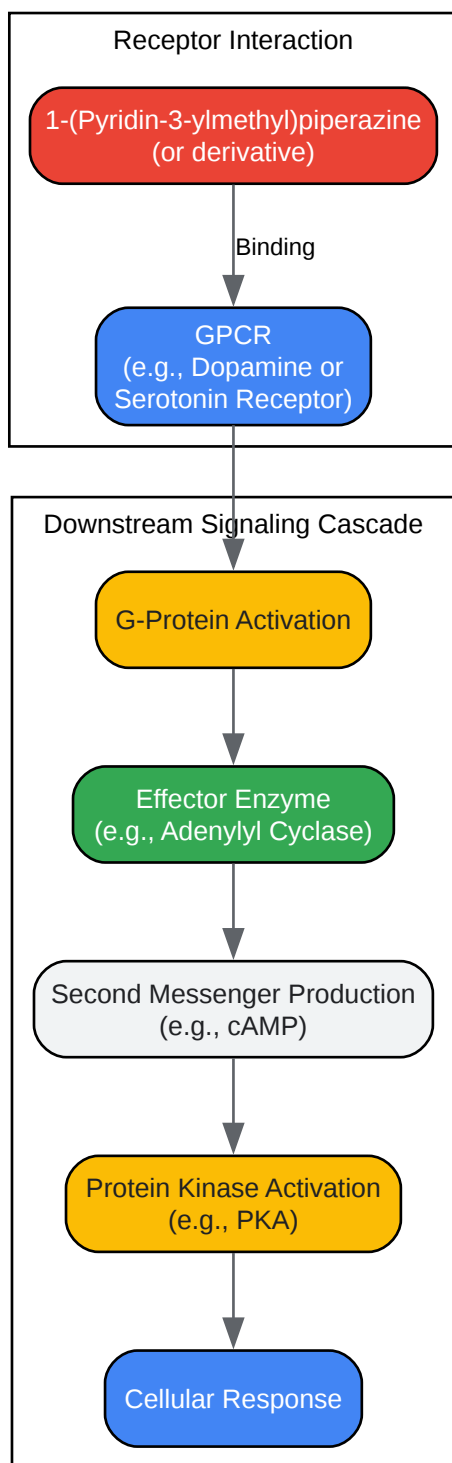 Receptor Interaction
1-(Pyridin-3-ylmethyl)piperazine
(or derivative)
Binding
GPCR
(e.g., Dopamine or
Serotonin Receptor)
Downstream Signaling Cascade
G-Protein Activation
Effector Enzyme
(e.g., Adenylyl Cyclase)
Second Messenger Production
(e.g., cAMP)
Protein Kinase Activation
(e.g., PKA)
Cellular Response